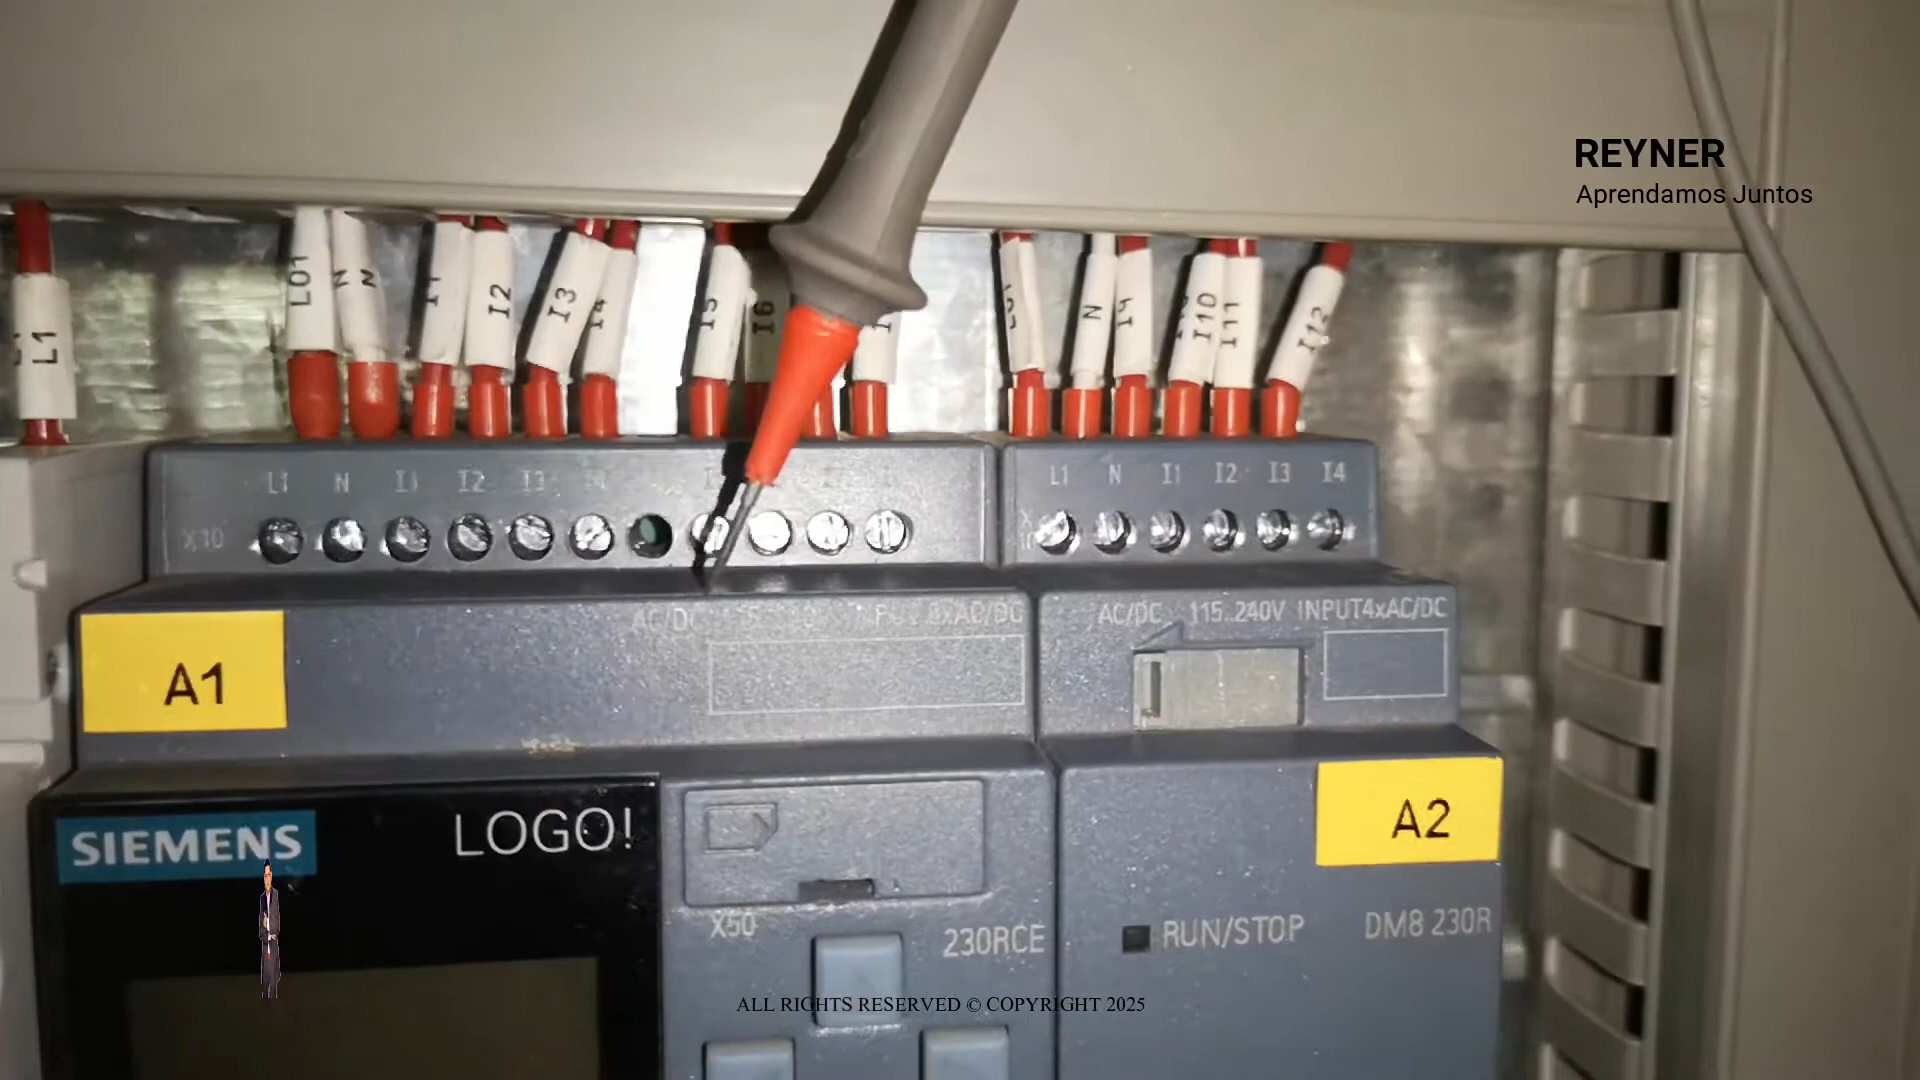 REYNER
Aprendamos Juntos
L1
L01
N
N
I1
I2
I3
I4
I5
I6
N
I9
I10
I11
I12
L1 N I1 I2 I3 I4
X10
L1 N I1 I2 I3 I4
AC/DC
AC/DC 115..240V INPUT4xAC/DC
A1
A2
SIEMENS
LOGO!
X50
230RCE
RUN/STOP
DM8 230R
ALL RIGHTS RESERVED © COPYRIGHT 2025